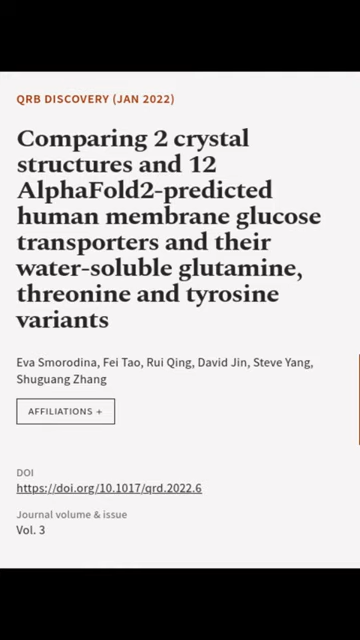 QRB DISCOVERY (JAN 2022)
Comparing 2 crystal
structures and 12
AlphaFold2-predicted
human membrane glucose
transporters and their
water-soluble glutamine,
threonine and tyrosine
variants
Eva Smorodina, Fei Tao, Rui Qing, David Jin, Steve Yang,
Shuguang Zhang
AFFILIATIONS +
DOI
https://doi.org/10.1017/qrd.2022.6
Journal volume & issue
Vol. 3